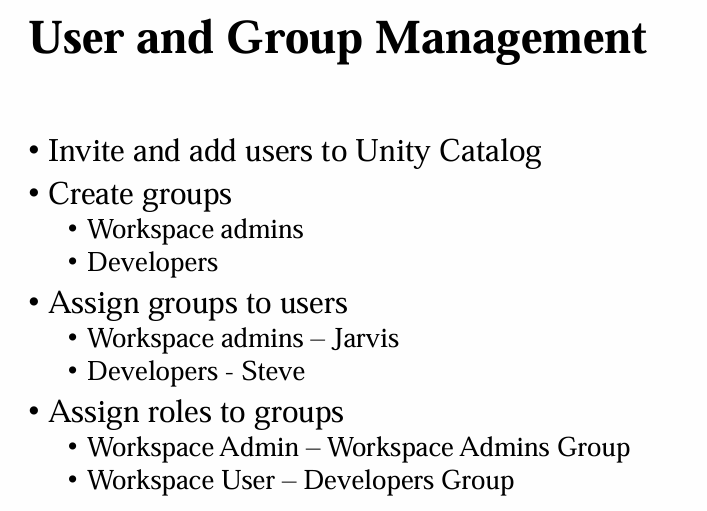 User and Group Management
• Invite and add users to Unity Catalog
• Create groups
• Workspace admins
• Developers
• Assign groups to users
• Workspace admins – Jarvis
• Developers - Steve
• Assign roles to groups
• Workspace Admin – Workspace Admins Group
• Workspace User – Developers Group